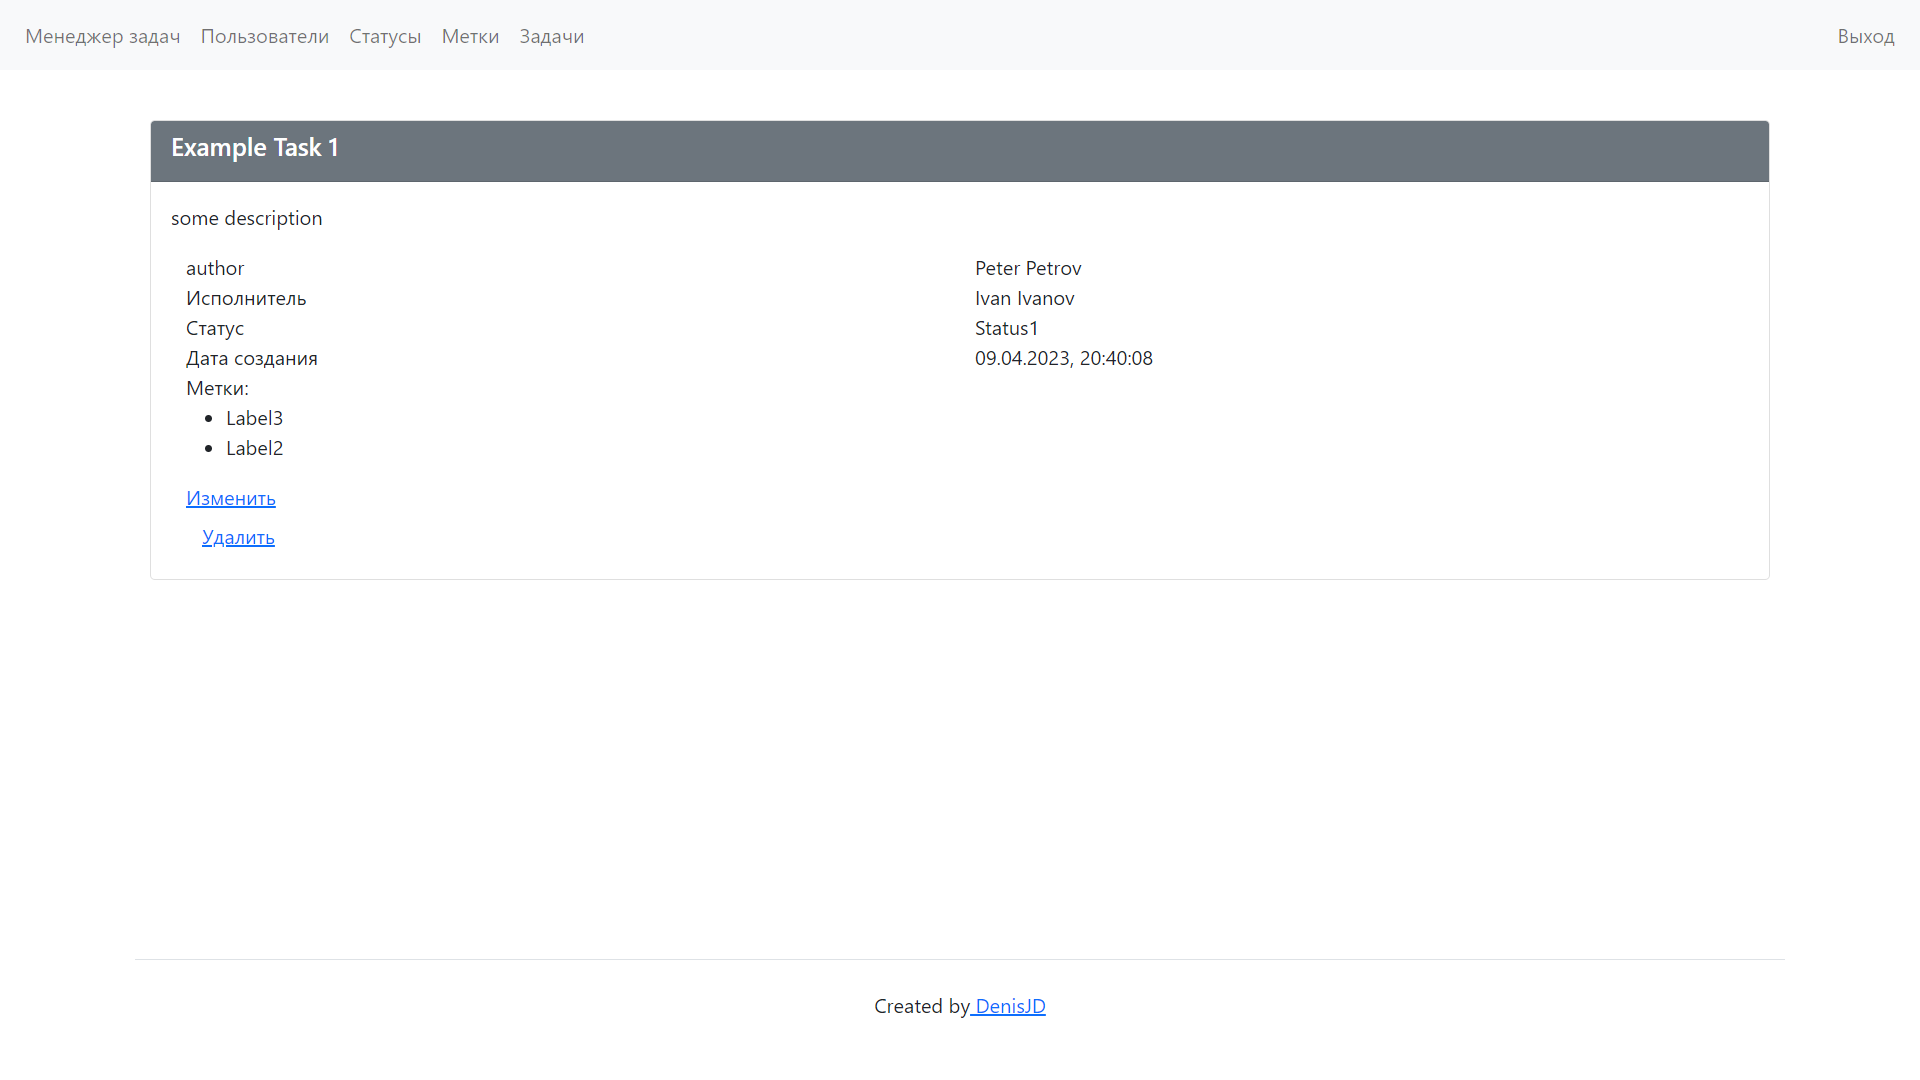 Менеджер задач Пользователи Статусы Метки Задачи Выход
Example Task 1
some description
author Peter Petrov
Исполнитель Ivan Ivanov
Статус Status1
Дата создания 09.04.2023, 20:40:08
Метки:
• Label3
• Label2
Изменить
Удалить
Created by DenisJD